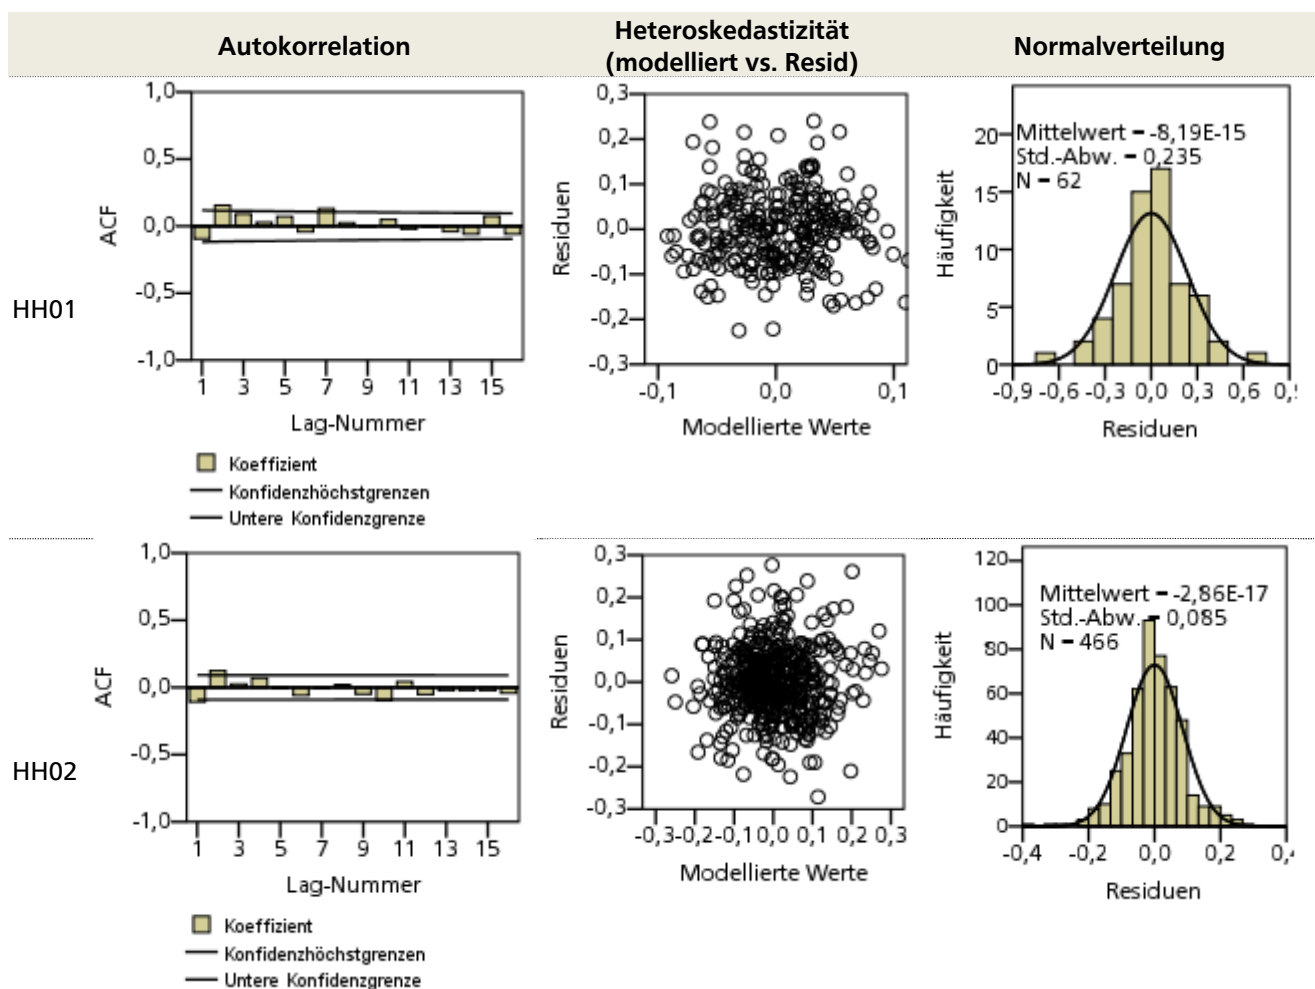 Autokorrelation
Heteroskedastizität
(modelliert vs. Resid)
Normalverteilung
HH01
1,0
0,5
0,0
-0,5
-1,0
ACF
1 3 5 7 9 11 13 15
Lag-Nummer
Koeffizient
Konfidenzhöchstgrenzen
Untere Konfidenzgrenze
0,3
0,2
0,1
0,0
-0,1
-0,2
-0,3
Residuen
-0,1 0,0 0,1
Modellierte Werte
Mittelwert = -8,19E-15
Std.-Abw. = 0,235
N = 62
20
15
10
5
0
Häufigkeit
-0,9 -0,6 -0,3 0,0 0,3 0,6
Residuen
HH02
1,0
0,5
0,0
-0,5
-1,0
ACF
1 3 5 7 9 11 13 15
Lag-Nummer
Koeffizient
Konfidenzhöchstgrenzen
Untere Konfidenzgrenze
0,3
0,2
0,1
0,0
-0,1
-0,2
-0,3
Residuen
-0,3 -0,2 -0,1 0,0 0,1 0,2 0,3
Modellierte Werte
Mittelwert = -2,86E-17
Std.-Abw. = 0,085
N = 466
120
100
80
60
40
20
0
Häufigkeit
-0,4 -0,2 0,0 0,2
Residuen